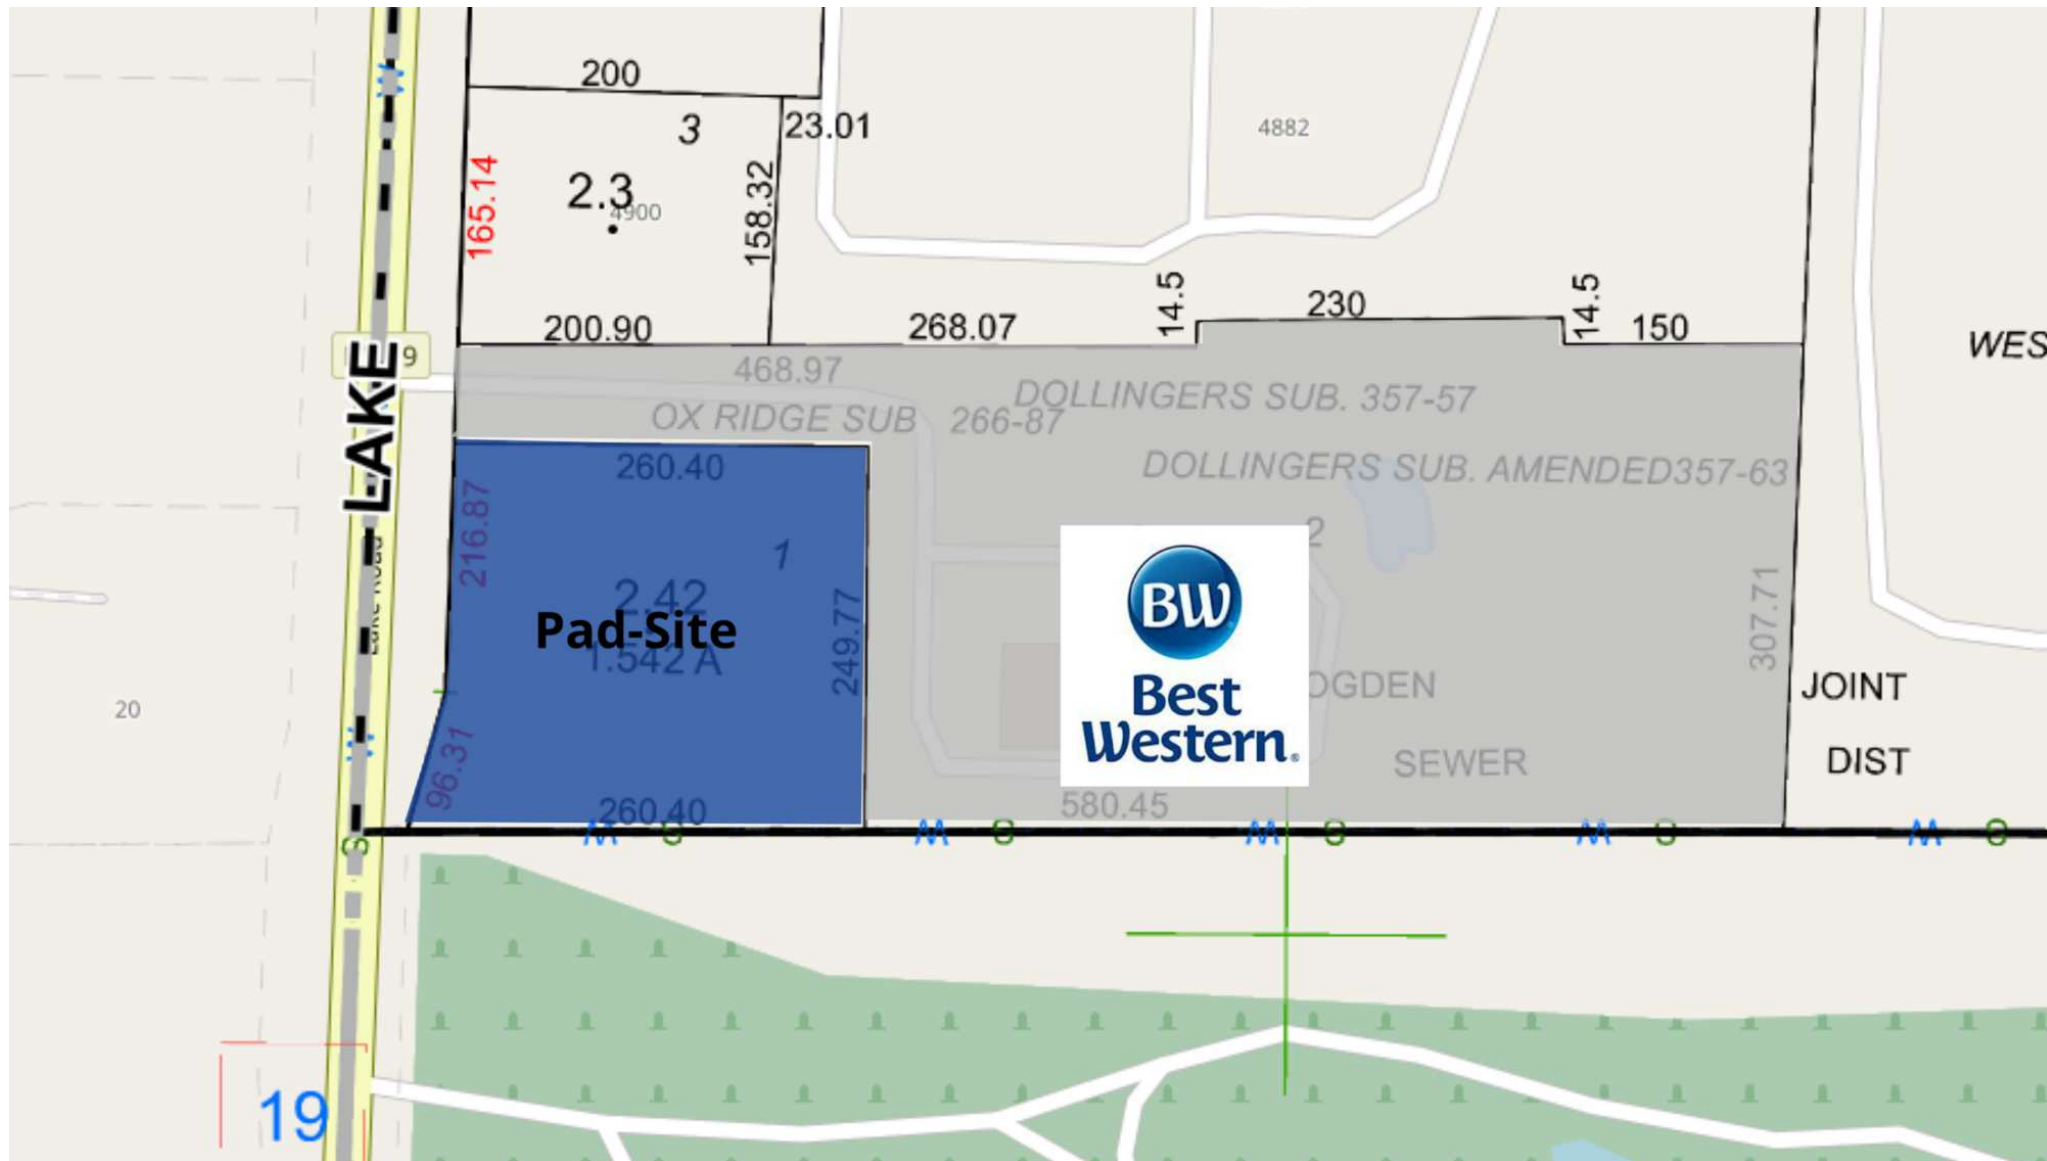 200
3
23.01
4882
165.14
2.3
4900
158.32
14.5
230
14.5
150
200.90
268.07
WES
9
LAKE
468.97
DOLLINGERS SUB. 357-57
OX RIDGE SUB 266-87
260.40
DOLLINGERS SUB. AMENDED357-63
216.87
1
2
2.42
Pad-Site
1.542 A
249.77
Lake Road
307.71
BW
Best
Western®
OGDEN
JOINT
SEWER
DIST
20
96.31
260.40
580.45
W
W
S
W
S
W
S
W
S
W
S
W
S
19